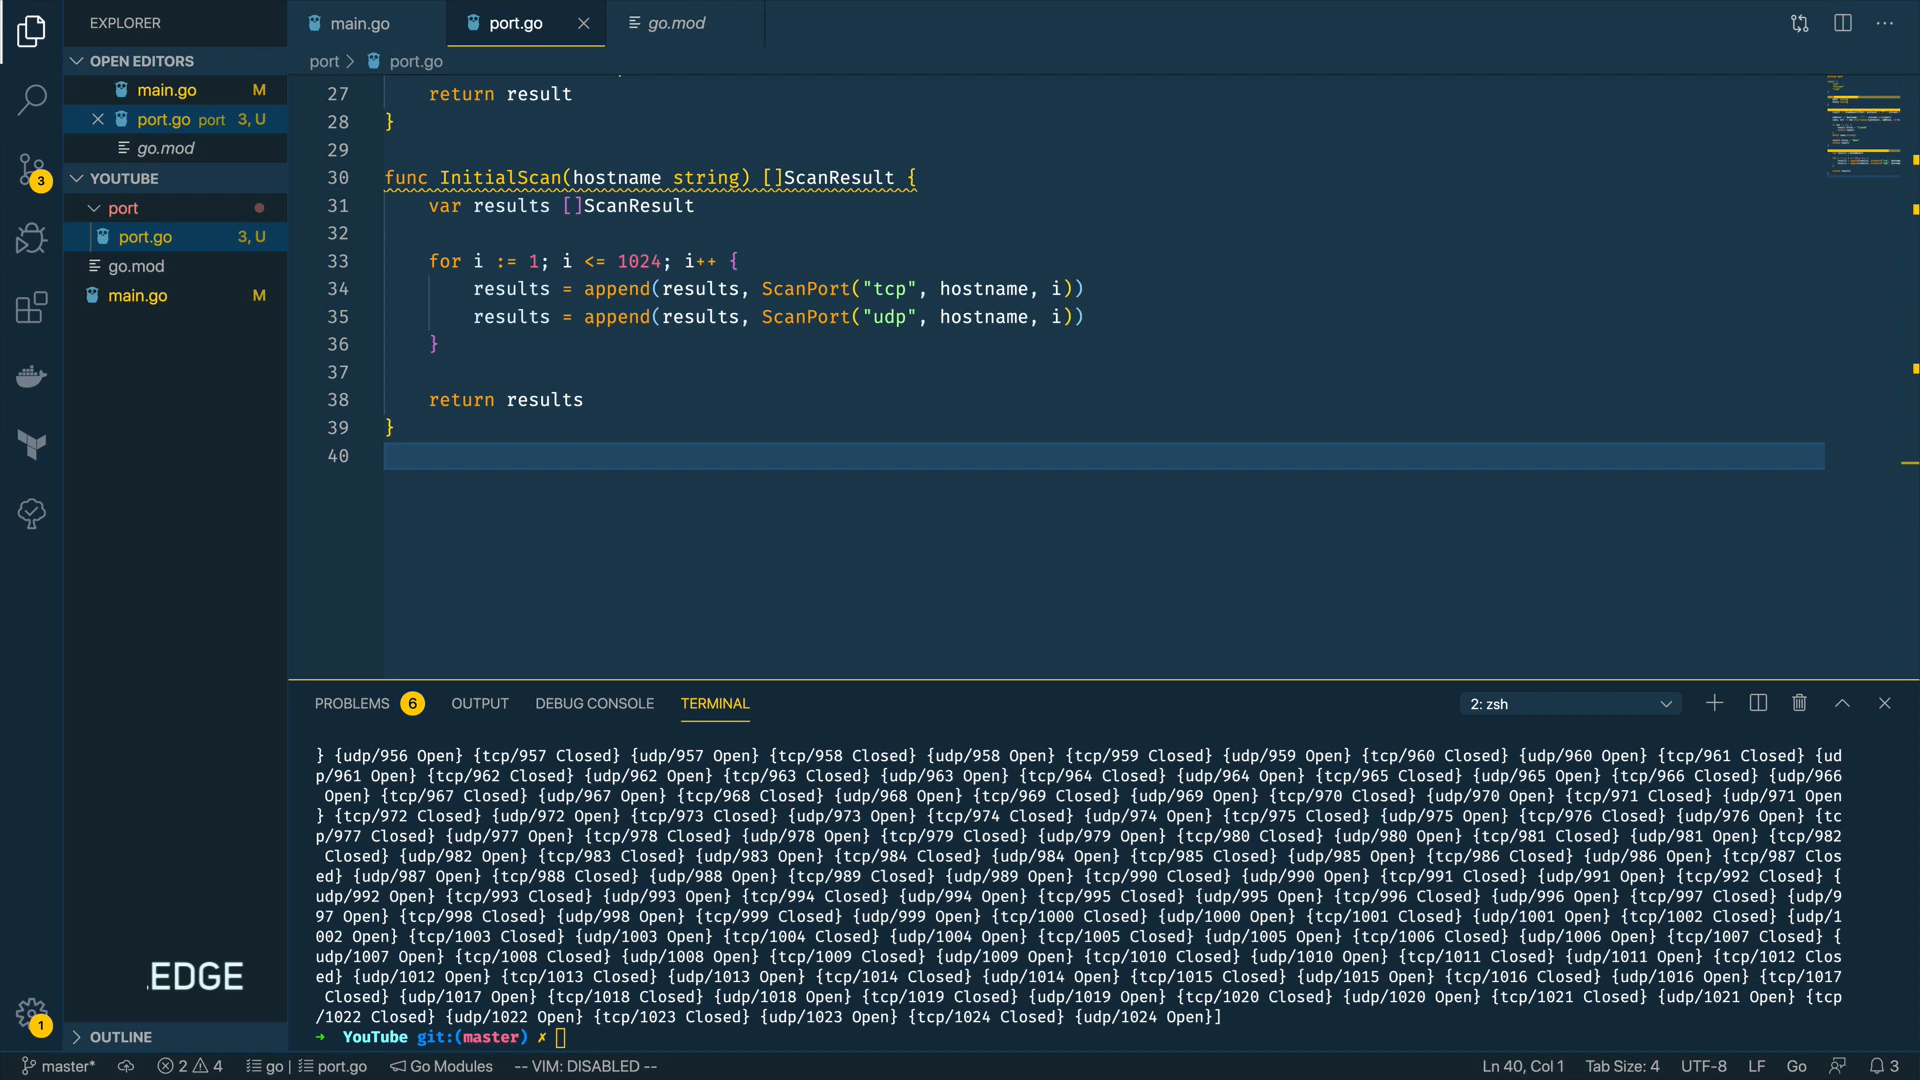 EXPLORER
OPEN EDITORS
main.go M
port.go port 3, U
go.mod
YOUTUBE
port
port.go 3, U
go.mod
main.go M
OUTLINE
3
1
.EDGE
main.go
port.go
go.mod
port > port.go
27 return result
28 }
29
30 func InitialScan(hostname string) []ScanResult {
31 var results []ScanResult
32
33 for i := 1; i <= 1024; i++ {
34 results = append(results, ScanPort("tcp", hostname, i))
35 results = append(results, ScanPort("udp", hostname, i))
36 }
37
38 return results
39 }
40
PROBLEMS 6 OUTPUT DEBUG CONSOLE TERMINAL 2: zsh
} {udp/956 Open} {tcp/957 Closed} {udp/957 Open} {tcp/958 Closed} {udp/958 Open} {tcp/959 Closed} {udp/959 Open} {tcp/960 Closed} {udp/960 Open} {tcp/961 Closed} {ud
p/961 Open} {tcp/962 Closed} {udp/962 Open} {tcp/963 Closed} {udp/963 Open} {tcp/964 Closed} {udp/964 Open} {tcp/965 Closed} {udp/965 Open} {tcp/966 Closed} {udp/966
Open} {tcp/967 Closed} {udp/967 Open} {tcp/968 Closed} {udp/968 Open} {tcp/969 Closed} {udp/969 Open} {tcp/970 Closed} {udp/970 Open} {tcp/971 Closed} {udp/971 Open
} {tcp/972 Closed} {udp/972 Open} {tcp/973 Closed} {udp/973 Open} {tcp/974 Closed} {udp/974 Open} {tcp/975 Closed} {udp/975 Open} {tcp/976 Closed} {udp/976 Open} {tc
p/977 Closed} {udp/977 Open} {tcp/978 Closed} {udp/978 Open} {tcp/979 Closed} {udp/979 Open} {tcp/980 Closed} {udp/980 Open} {tcp/981 Closed} {udp/981 Open} {tcp/982
Closed} {udp/982 Open} {tcp/983 Closed} {udp/983 Open} {tcp/984 Closed} {udp/984 Open} {tcp/985 Closed} {udp/985 Open} {tcp/986 Closed} {udp/986 Open} {tcp/987 Clos
ed} {udp/987 Open} {tcp/988 Closed} {udp/988 Open} {tcp/989 Closed} {udp/989 Open} {tcp/990 Closed} {udp/990 Open} {tcp/991 Closed} {udp/991 Open} {tcp/992 Closed} {
udp/992 Open} {tcp/993 Closed} {udp/993 Open} {tcp/994 Closed} {udp/994 Open} {tcp/995 Closed} {udp/995 Open} {tcp/996 Closed} {udp/996 Open} {tcp/997 Closed} {udp/9
97 Open} {tcp/998 Closed} {udp/998 Open} {tcp/999 Closed} {udp/999 Open} {tcp/1000 Closed} {udp/1000 Open} {tcp/1001 Closed} {udp/1001 Open} {tcp/1002 Closed} {udp/1
002 Open} {tcp/1003 Closed} {udp/1003 Open} {tcp/1004 Closed} {udp/1004 Open} {tcp/1005 Closed} {udp/1005 Open} {tcp/1006 Closed} {udp/1006 Open} {tcp/1007 Closed} {
udp/1007 Open} {tcp/1008 Closed} {udp/1008 Open} {tcp/1009 Closed} {udp/1009 Open} {tcp/1010 Closed} {udp/1010 Open} {tcp/1011 Closed} {udp/1011 Open} {tcp/1012 Clos
ed} {udp/1012 Open} {tcp/1013 Closed} {udp/1013 Open} {tcp/1014 Closed} {udp/1014 Open} {tcp/1015 Closed} {udp/1015 Open} {tcp/1016 Closed} {udp/1016 Open} {tcp/1017
Closed} {udp/1017 Open} {tcp/1018 Closed} {udp/1018 Open} {tcp/1019 Closed} {udp/1019 Open} {tcp/1020 Closed} {udp/1020 Open} {tcp/1021 Closed} {udp/1021 Open} {tcp
/1022 Closed} {udp/1022 Open} {tcp/1023 Closed} {udp/1023 Open} {tcp/1024 Closed} {udp/1024 Open}]
➜ YouTube git:(master) ✗
master* 2 4 go | port.go Go Modules -- VIM: DISABLED -- Ln 40, Col 1 Tab Size: 4 UTF-8 LF Go 3